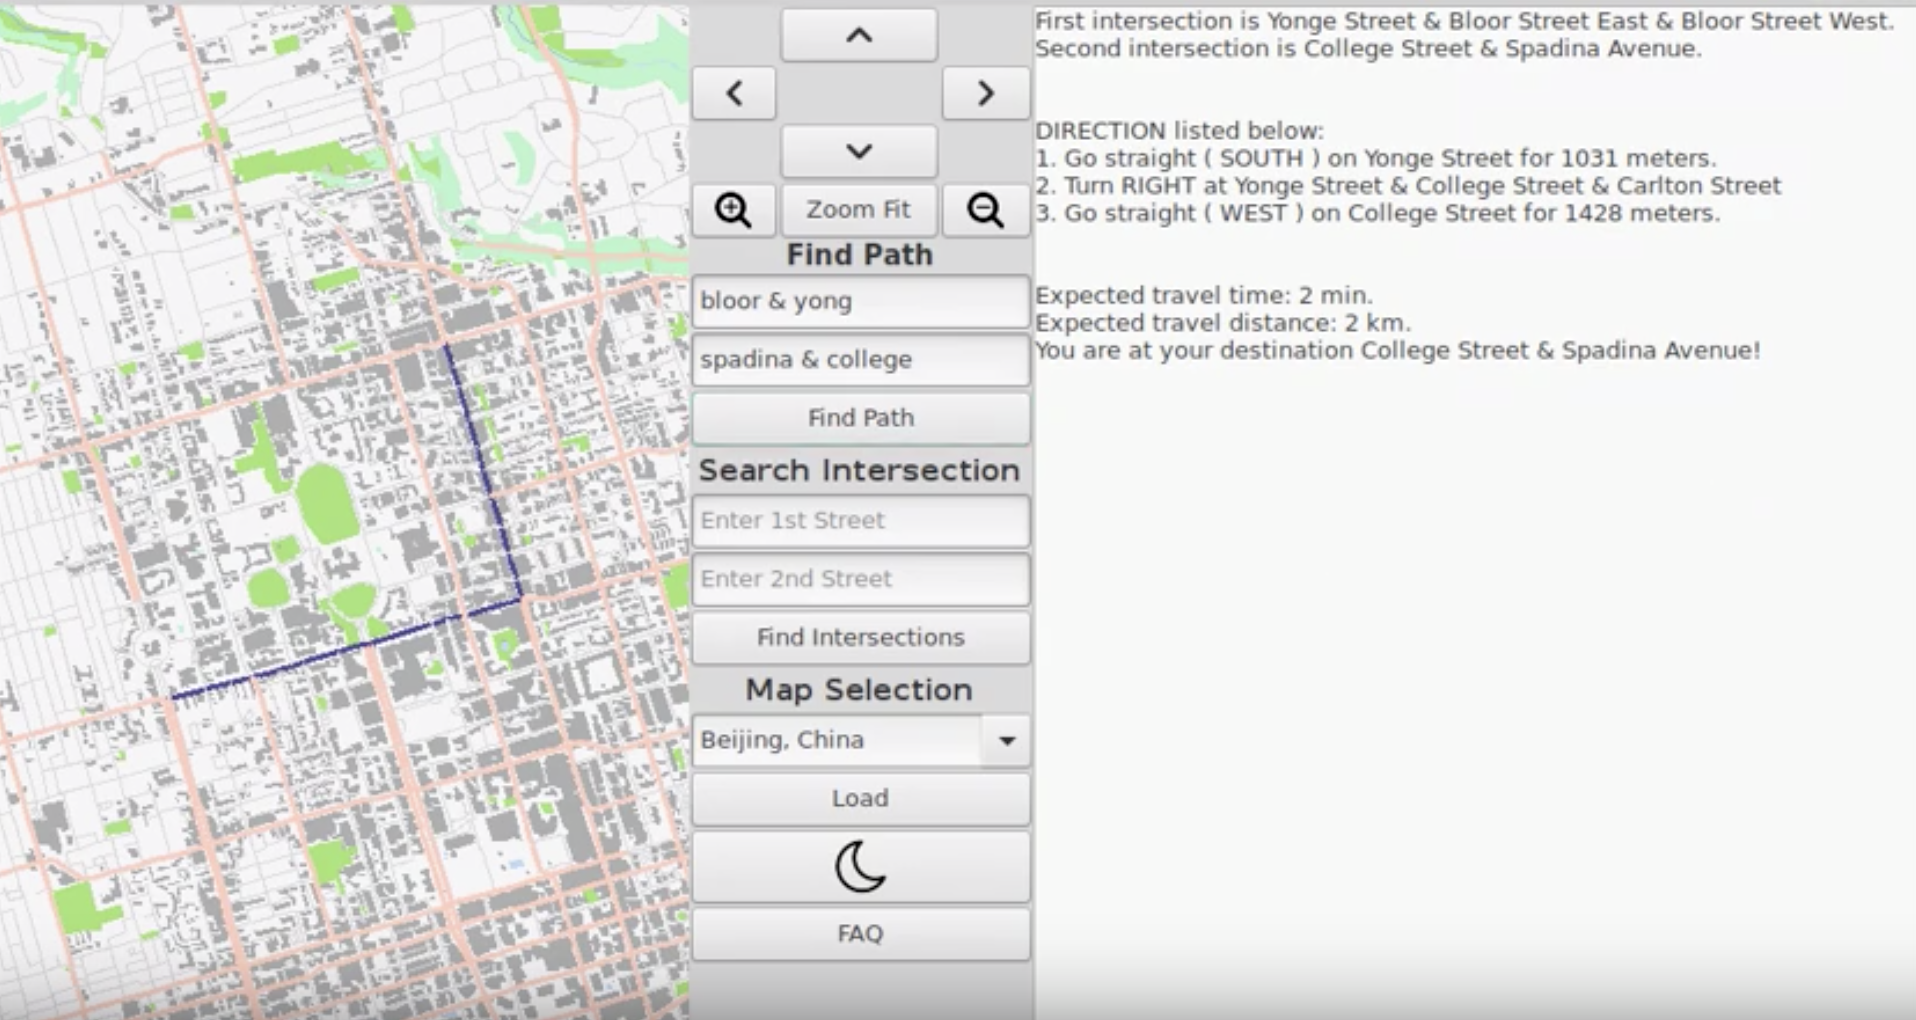 Zoom Fit
Find Path
bloor & yong
spadina & college
Find Path
Search Intersection
Enter 1st Street
Enter 2nd Street
Find Intersections
Map Selection
Beijing, China
Load
FAQ
First intersection is Yonge Street & Bloor Street East & Bloor Street West.
Second intersection is College Street & Spadina Avenue.
DIRECTION listed below:
1. Go straight ( SOUTH ) on Yonge Street for 1031 meters.
2. Turn RIGHT at Yonge Street & College Street & Carlton Street
3. Go straight ( WEST ) on College Street for 1428 meters.
Expected travel time: 2 min.
Expected travel distance: 2 km.
You are at your destination College Street & Spadina Avenue!